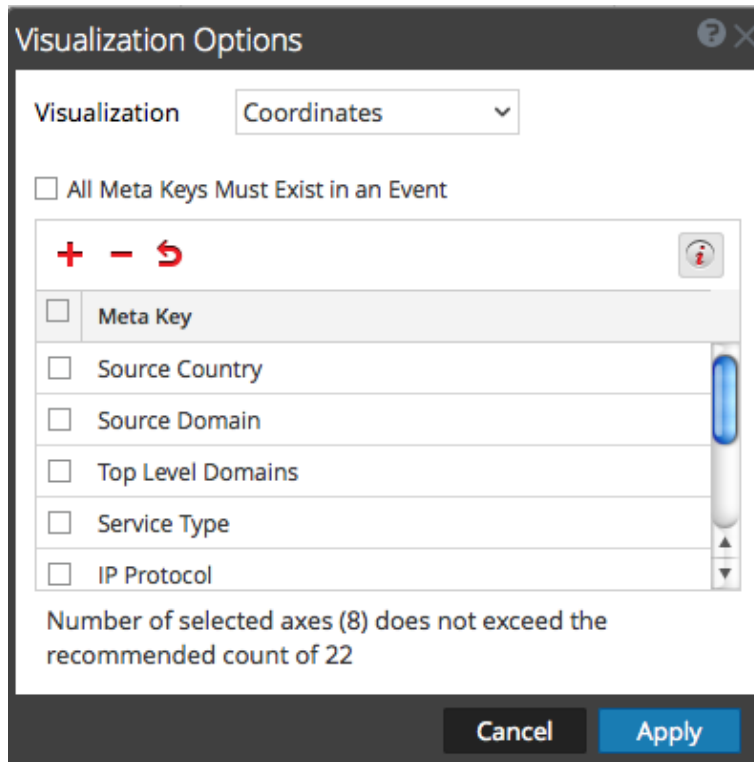 Visualization Options
Visualization Coordinates
All Meta Keys Must Exist in an Event
Meta Key
Source Country
Source Domain
Top Level Domains
Service Type
IP Protocol
Number of selected axes (8) does not exceed the
recommended count of 22
Cancel Apply